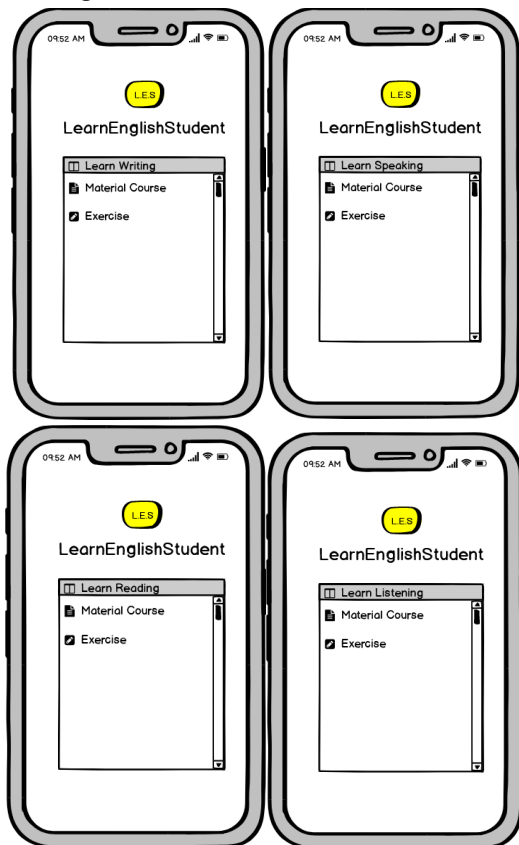 09:52 AM
L.E.S
LearnEnglishStudent
Learn Writing
Material Course
Exercise
09:52 AM
L.E.S
LearnEnglishStudent
Learn Speaking
Material Course
Exercise
09:52 AM
L.E.S
LearnEnglishStudent
Learn Reading
Material Course
Exercise
09:52 AM
L.E.S
LearnEnglishStudent
Learn Listening
Material Course
Exercise